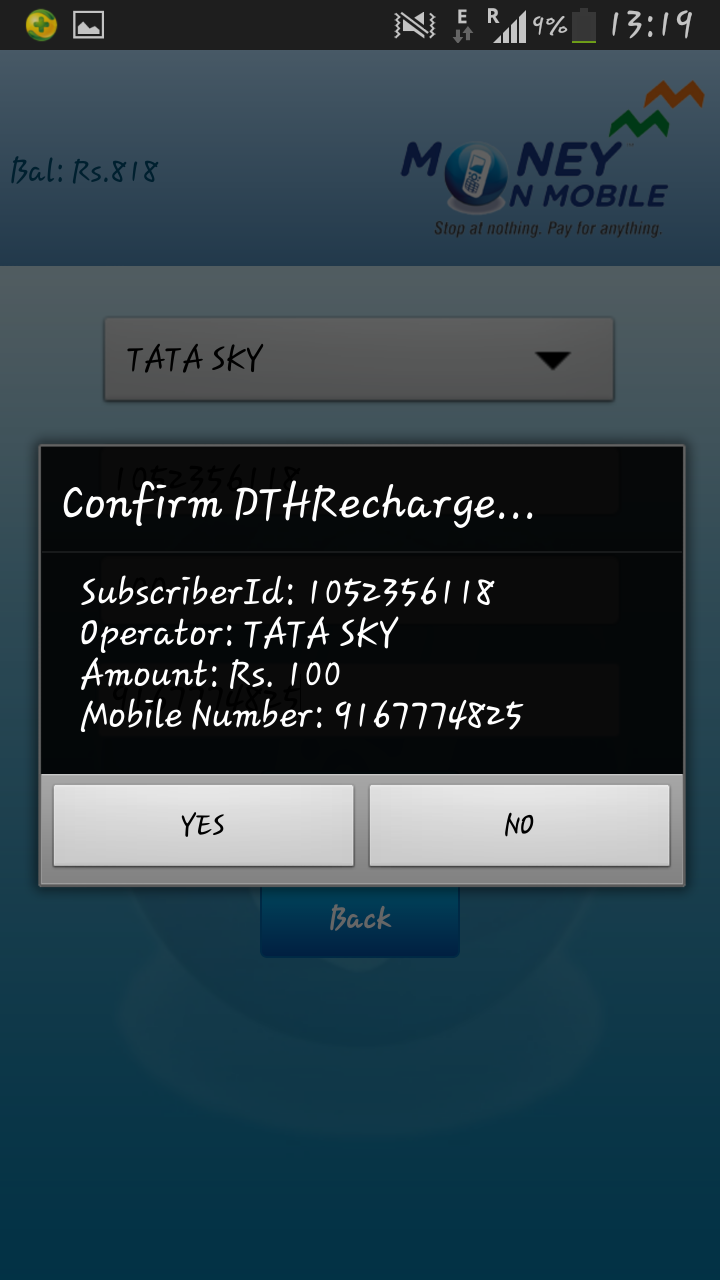 E R 9% 13:19
Bal: Rs.818
MONEY
ON MOBILE
Stop at nothing. Pay for anything.
TATA SKY
1052356118
Confirm DTHRecharge...
SubscriberId: 1052356118
Operator: TATA SKY
Amount: Rs. 100
Mobile Number: 9167774825
YES NO
Back